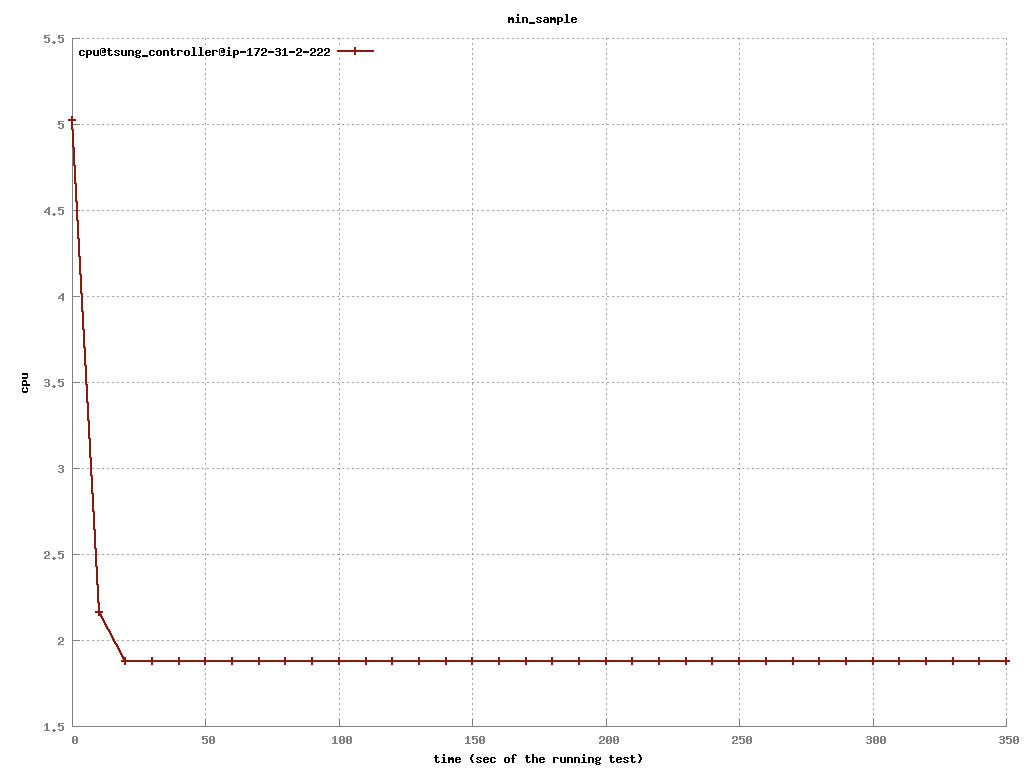 min_sample
cpu@tsung_controller@ip-172-31-2-222
5.5
5
4.5
4
3.5
3
2.5
2
1.5
cpu
0 50 100 150 200 250 300 350
time (sec of the running test)